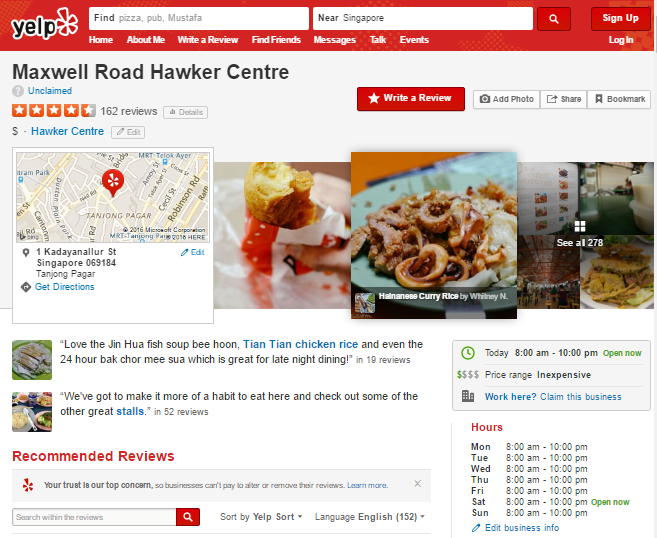 yelp
Find pizza, pub, Mustafa
Near Singapore
Sign Up
Home About Me Write a Review Find Friends Messages Talk Events
Log In
Maxwell Road Hawker Centre
Unclaimed
162 reviews Details
Write a Review
Add Photo Share Bookmark
$ · Hawker Centre Edit
MRT- Telok Ayer
TANJONG PAGAR
Robinson Rd
Cecil St
bing
© 2016 Microsoft Corporation
© 2016 HERE
1 Kadayanallur St
Edit
Singapore 069184
Tanjong Pagar
Get Directions
See all 278
Hainanese Curry Rice by Whitney N.
“Love the Jin Hua fish soup bee hoon, Tian Tian chicken rice and even the
24 hour bak chor mee sua which is great for late night dining!” in 19 reviews
“We've got to make it more of a habit to eat here and check out some of the
other great stalls.” in 52 reviews
Today 8:00 am - 10:00 pm Open now
$$$$ Price range Inexpensive
Work here? Claim this business
Recommended Reviews
Your trust is our top concern, so businesses can't pay to alter or remove their reviews. Learn more.
×
Search within the reviews
Sort by Yelp Sort
Language English (152)
Hours
Mon 8:00 am - 10:00 pm
Tue 8:00 am - 10:00 pm
Wed 8:00 am - 10:00 pm
Thu 8:00 am - 10:00 pm
Fri 8:00 am - 10:00 pm
Sat 8:00 am - 10:00 pm Open now
Sun 8:00 am - 10:00 pm
Edit business info